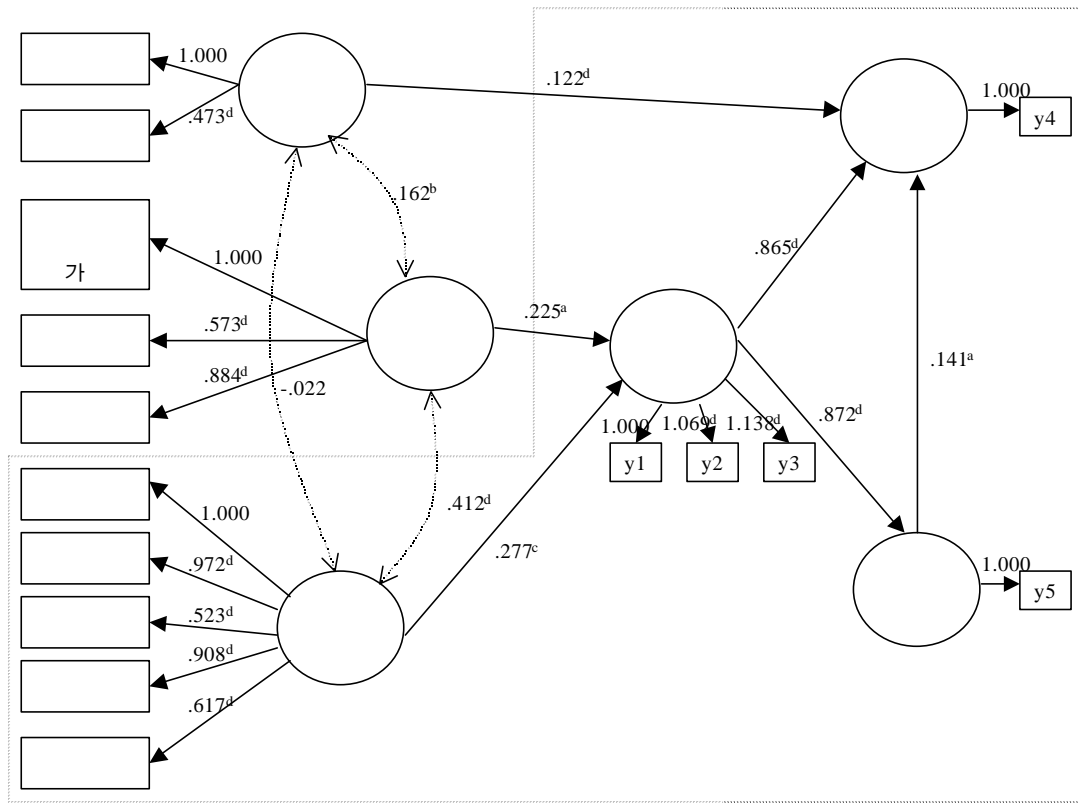 1.000
.473ᵈ
.122ᵈ
1.000
y4
.162ᵇ
가
1.000
.573ᵈ
.884ᵈ
-.022
.225ᵃ
.865ᵈ
.141ᵃ
.872ᵈ
1.000 1.069ᵈ 1.138ᵈ
y1 y2 y3
.412ᵈ
.277ᶜ
1.000
.972ᵈ
.523ᵈ
.908ᵈ
.617ᵈ
1.000
y5